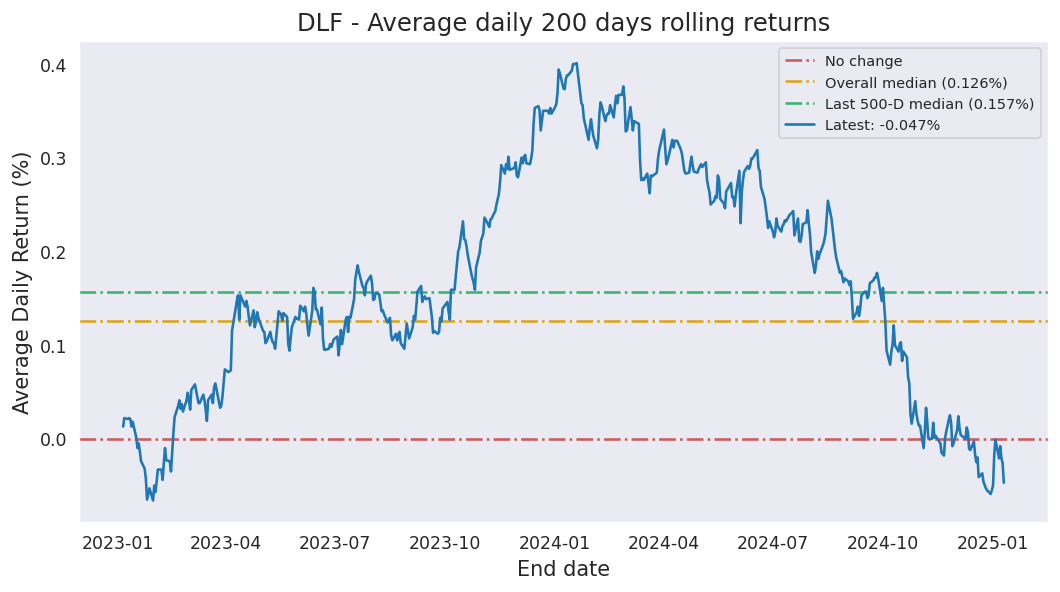 DLF - Average daily 200 days rolling returns
No change
Overall median (0.126%)
Last 500-D median (0.157%)
Latest: -0.047%
Average Daily Return (%)
0.4
0.3
0.2
0.1
0.0
2023-01 2023-04 2023-07 2023-10 2024-01 2024-04 2024-07 2024-10 2025-01
End date